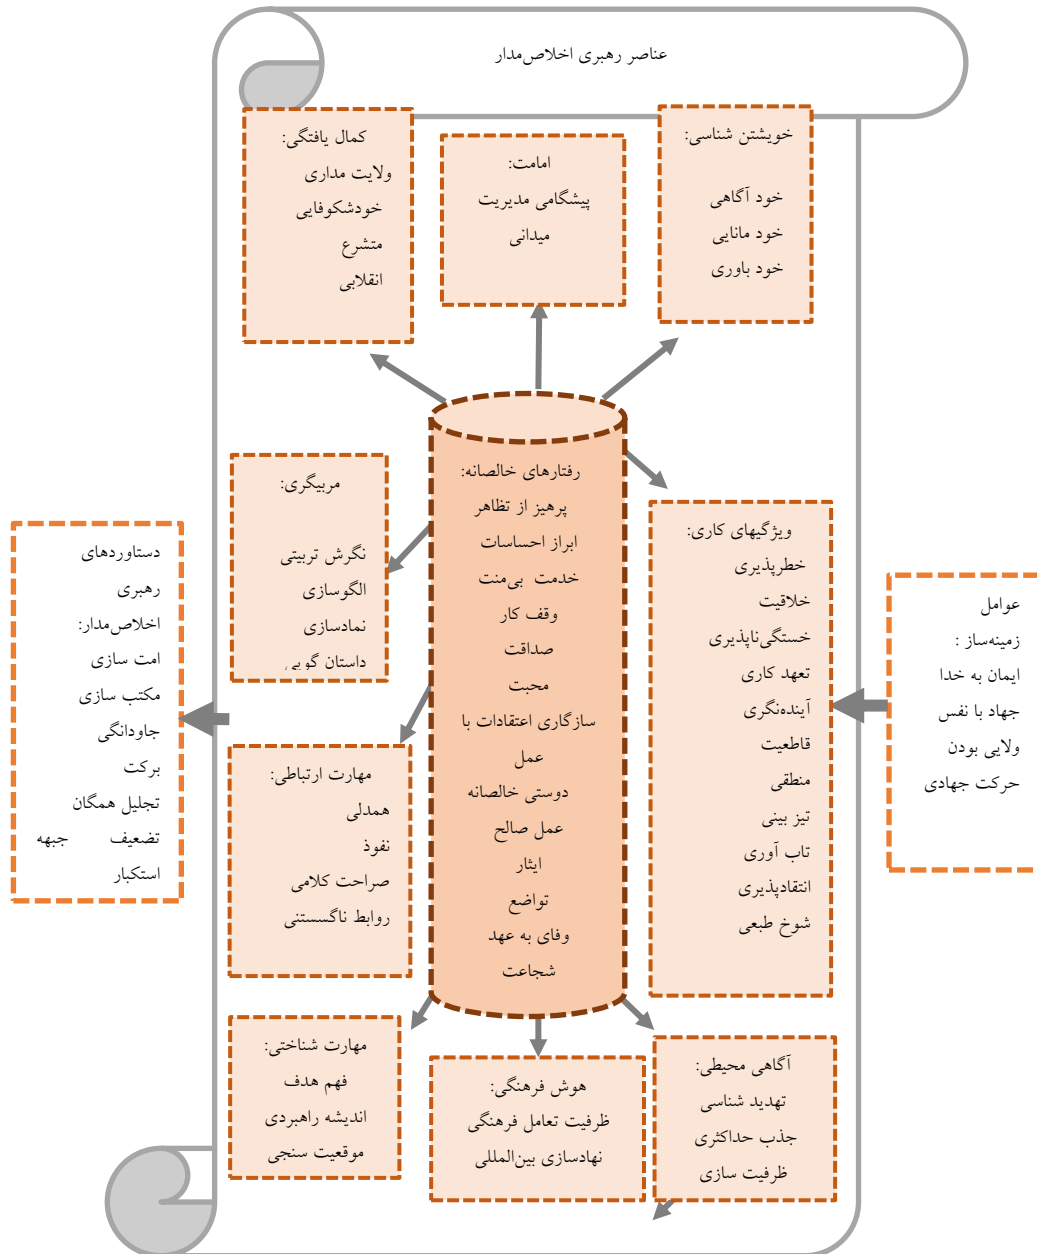 عناصر رهبری اخلاص‌مدار
خویشتن شناسی:
خود آگاهی
خود مانایی
خود باوری
امامت:
پیشگامی مدیریت
میدانی
کمال یافتگی:
ولایت مداری
خودشکوفایی
متشرع
انقلابی
عوامل
زمینه‌ساز :
ایمان به خدا
جهاد با نفس
ولایی بودن
حرکت جهادی
ویژگیهای کاری:
خطرپذیری
خلاقیت
خستگی‌ناپذیری
تعهد کاری
آینده‌نگری
قاطعیت
منطقی
تیز بینی
تاب آوری
انتقادپذیری
شوخ طبعی
رفتارهای خالصانه:
پرهیز از تظاهر
ابراز احساسات
خدمت بی‌منت
وقف کار
صداقت
محبت
سازگاری اعتقادات با
عمل
دوستی خالصانه
عمل صالح
ایثار
تواضع
وفای به عهد
شجاعت
مربیگری:
نگرش تربیتی
الگوسازی
نمادسازی
داستان گویی
مهارت ارتباطی:
همدلی
نفوذ
صراحت کلامی
روابط ناگسستنی
دستاوردهای
رهبری
اخلاص‌مدار:
امت سازی
مکتب سازی
جاودانگی
برکت
تجلیل همگان
تضعیف جبهه
استکبار
آگاهی محیطی:
تهدید شناسی
جذب حداکثری
ظرفیت سازی
هوش فرهنگی:
ظرفیت تعامل فرهنگی
نهادسازی بین‌المللی
مهارت شناختی:
فهم هدف
اندیشه راهبردی
موقعیت سنجی